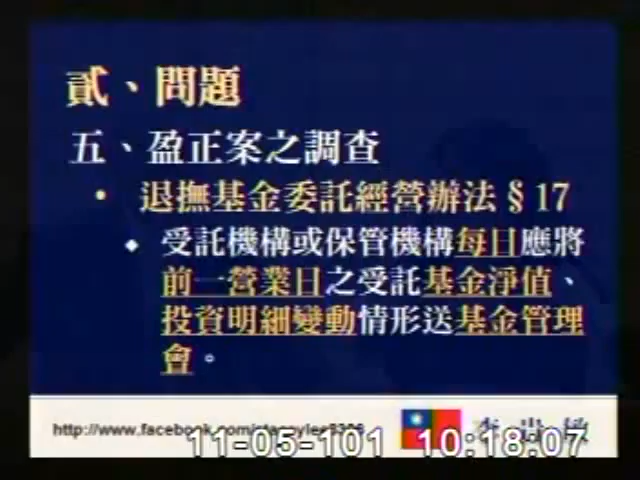 貳、問題
五、盈正案之調查
• 退撫基金委託經營辦法§17
◆ 受託機構或保管機構每日應將
前一營業日之受託基金淨值、
投資明細變動情形送基金管理
會。
http://www.facebook.com/
11-05-101 10:18:07